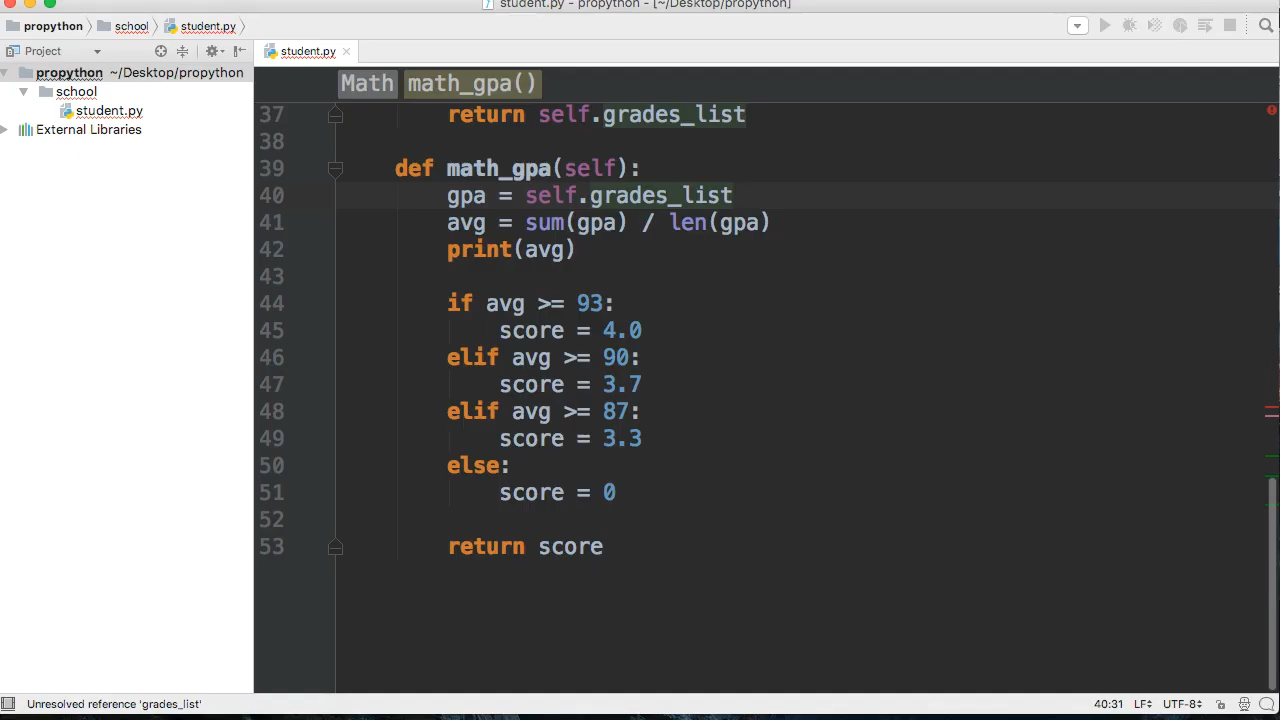 student.py - propython - [~/Desktop/propython]
propython school student.py
Project student.py
propython ~/Desktop/propython
school
student.py
External Libraries
Math math_gpa()
37 return self.grades_list
38
39 def math_gpa(self):
40 gpa = self.grades_list
41 avg = sum(gpa) / len(gpa)
42 print(avg)
43
44 if avg >= 93:
45 score = 4.0
46 elif avg >= 90:
47 score = 3.7
48 elif avg >= 87:
49 score = 3.3
50 else:
51 score = 0
52
53 return score
Unresolved reference 'grades_list' 40:31 LF UTF-8